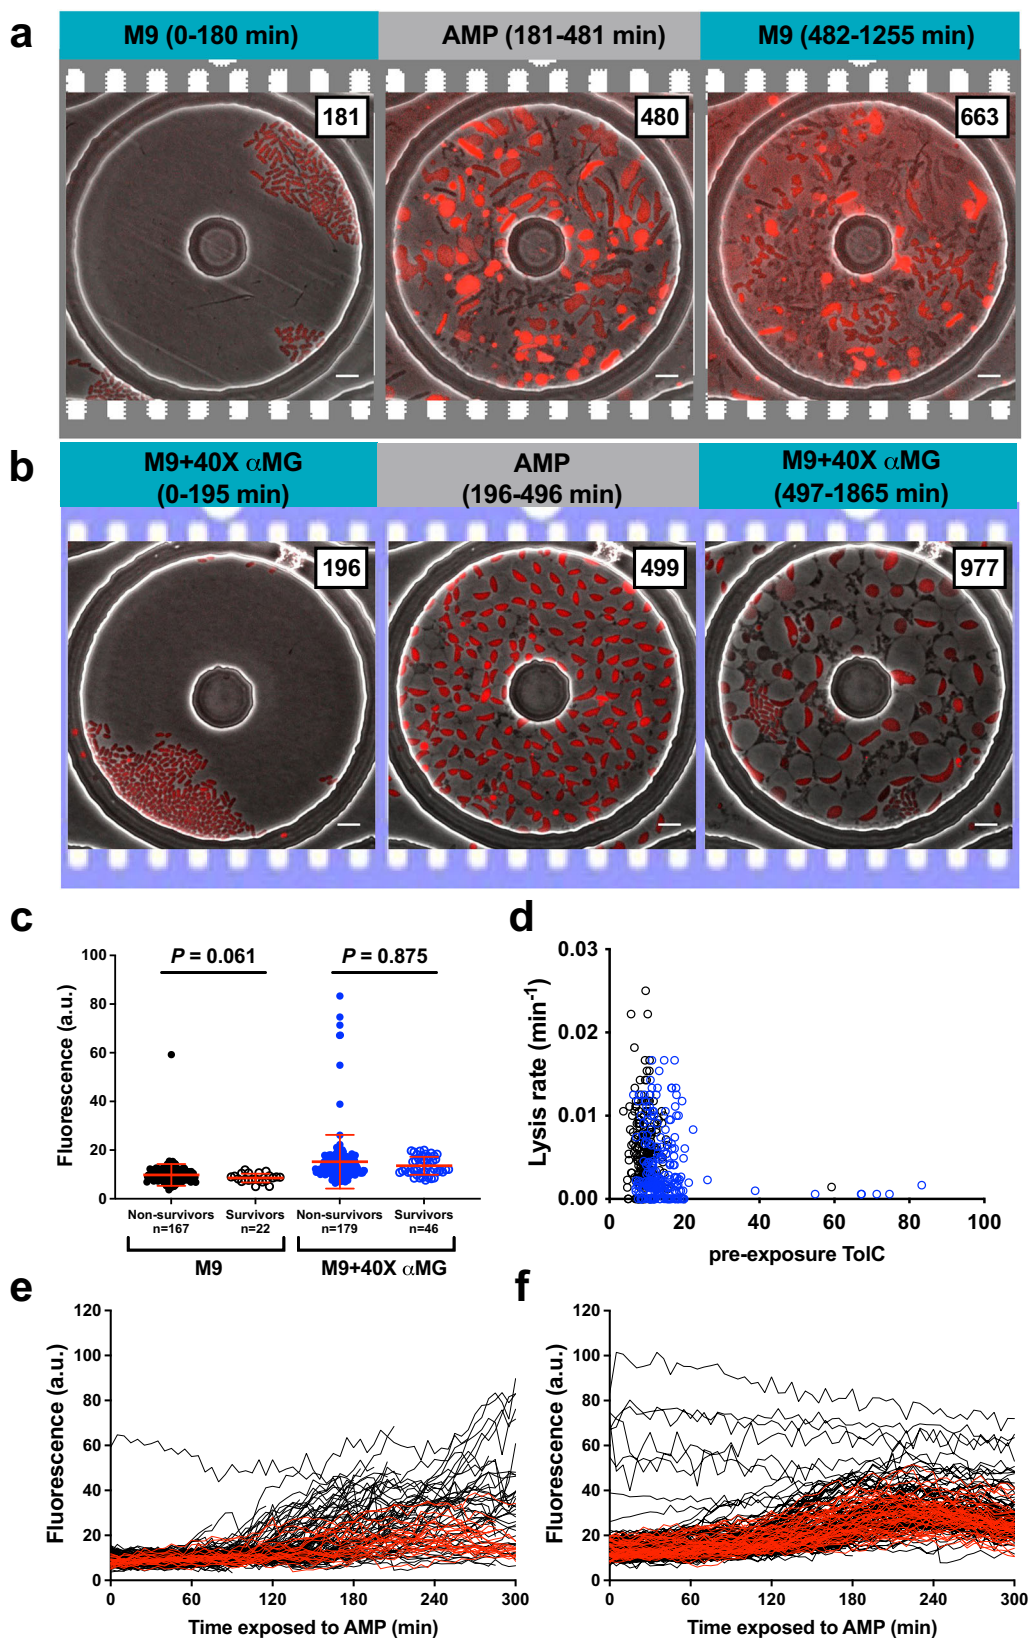 a
M9 (0-180 min)
AMP (181-481 min)
M9 (482-1255 min)
181
480
663
b
M9+40X αMG
(0-195 min)
AMP
(196-496 min)
M9+40X αMG
(497-1865 min)
196
499
977
c
Fluorescence (a.u.)
100
80
60
40
20
0
P = 0.061
P = 0.875
Non-survivors
n=167
Survivors
n=22
Non-survivors
n=179
Survivors
n=46
M9
M9+40X αMG
d
Lysis rate (min-1)
0.03
0.02
0.01
0.00
0
20
40
60
80
100
pre-exposure TolC
e
Fluorescence (a.u.)
120
100
80
60
40
20
0
0
60
120
180
240
300
Time exposed to AMP (min)
f
Fluorescence (a.u.)
120
100
80
60
40
20
0
0
60
120
180
240
300
Time exposed to AMP (min)